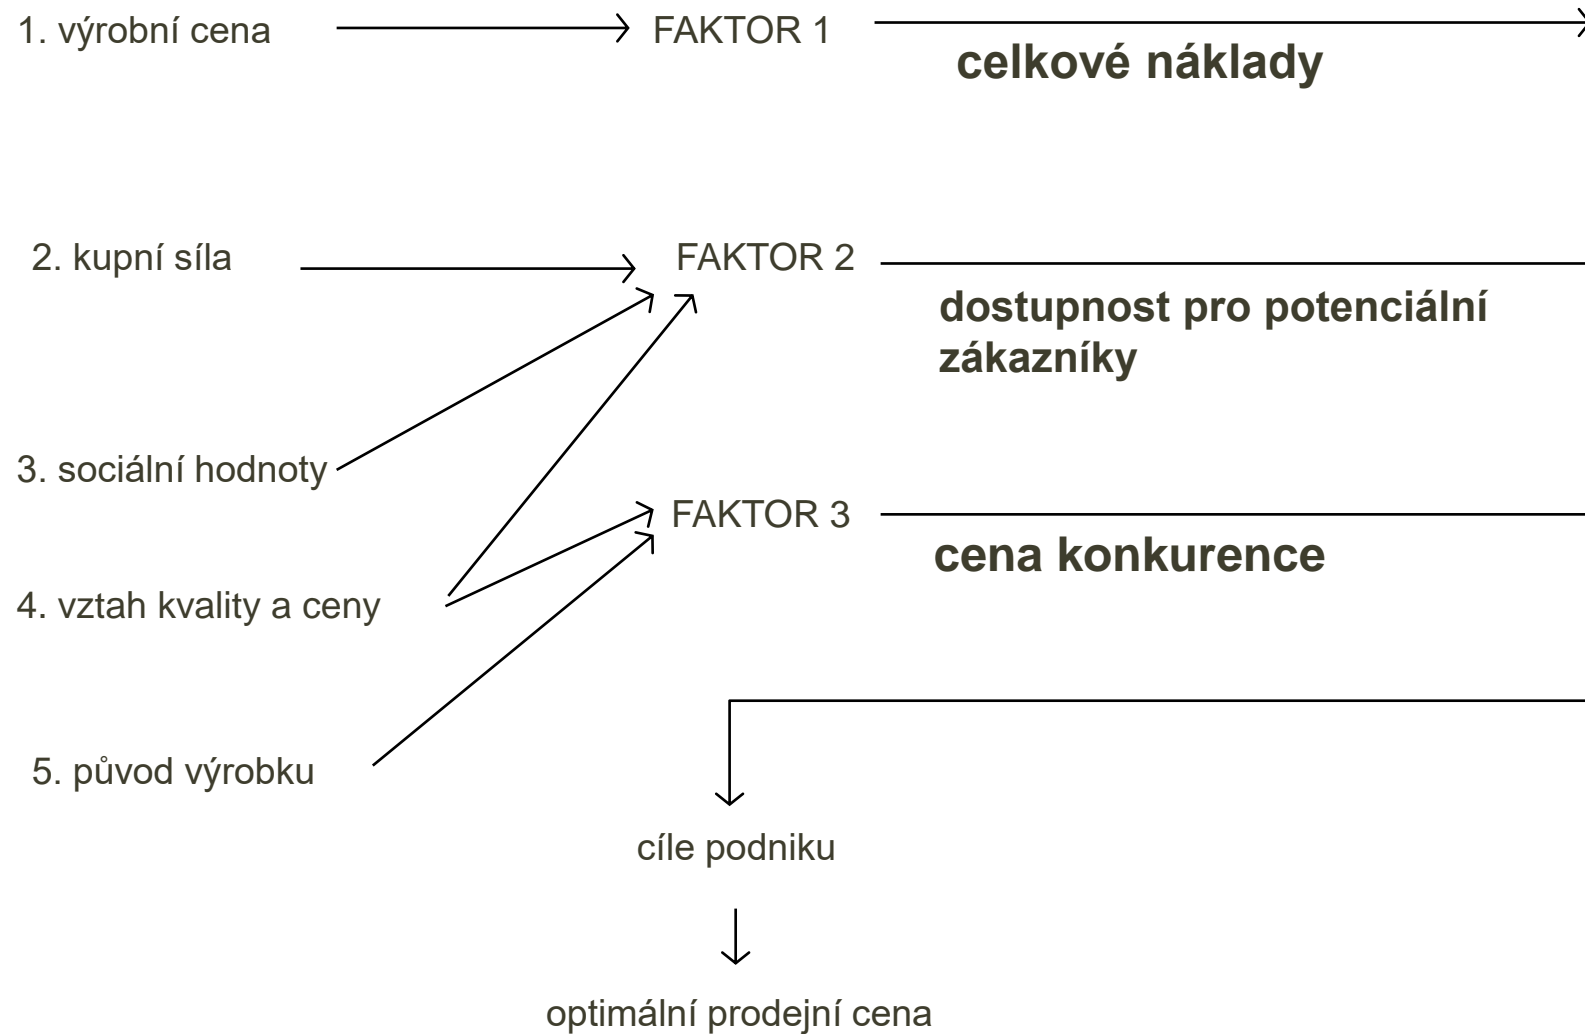 1. výrobní cena
FAKTOR 1
celkové náklady
2. kupní síla
FAKTOR 2
dostupnost pro potenciální
zákazníky
3. sociální hodnoty
FAKTOR 3
cena konkurence
4. vztah kvality a ceny
5. původ výrobku
cíle podniku
optimální prodejní cena